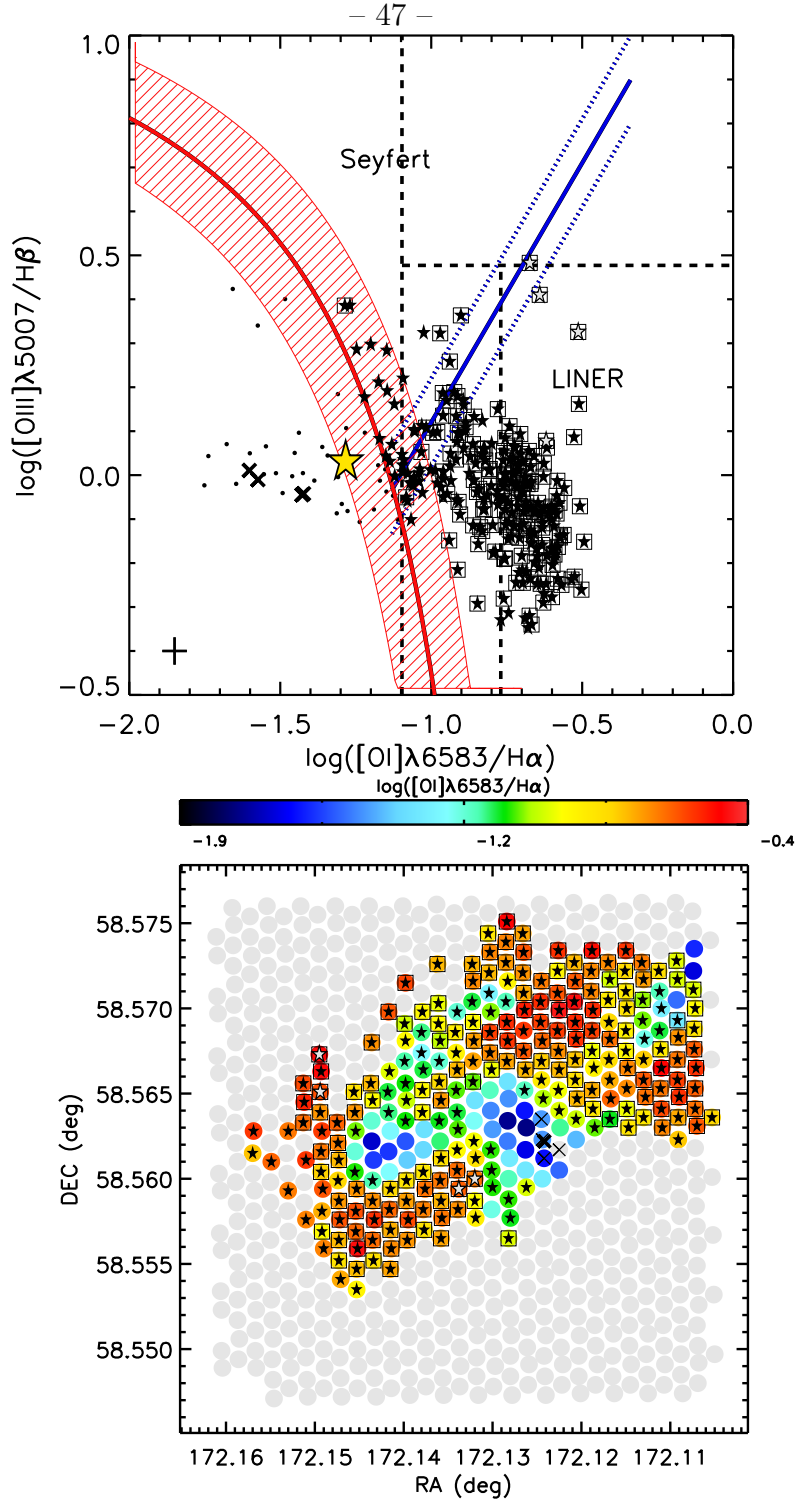 – 47 –
1.0
Seyfert
0.5
LINER
0.0
−0.5
log([OIII]λ5007/Hβ)
−2.0 −1.5 −1.0 −0.5 0.0
log([OI]λ6583/Hα)
log([OI]λ6583/Hα)
−1.9 −1.2 −0.4
58.575
58.570
58.565
58.560
58.555
58.550
DEC (deg)
172.16 172.15 172.14 172.13 172.12 172.11
RA (deg)